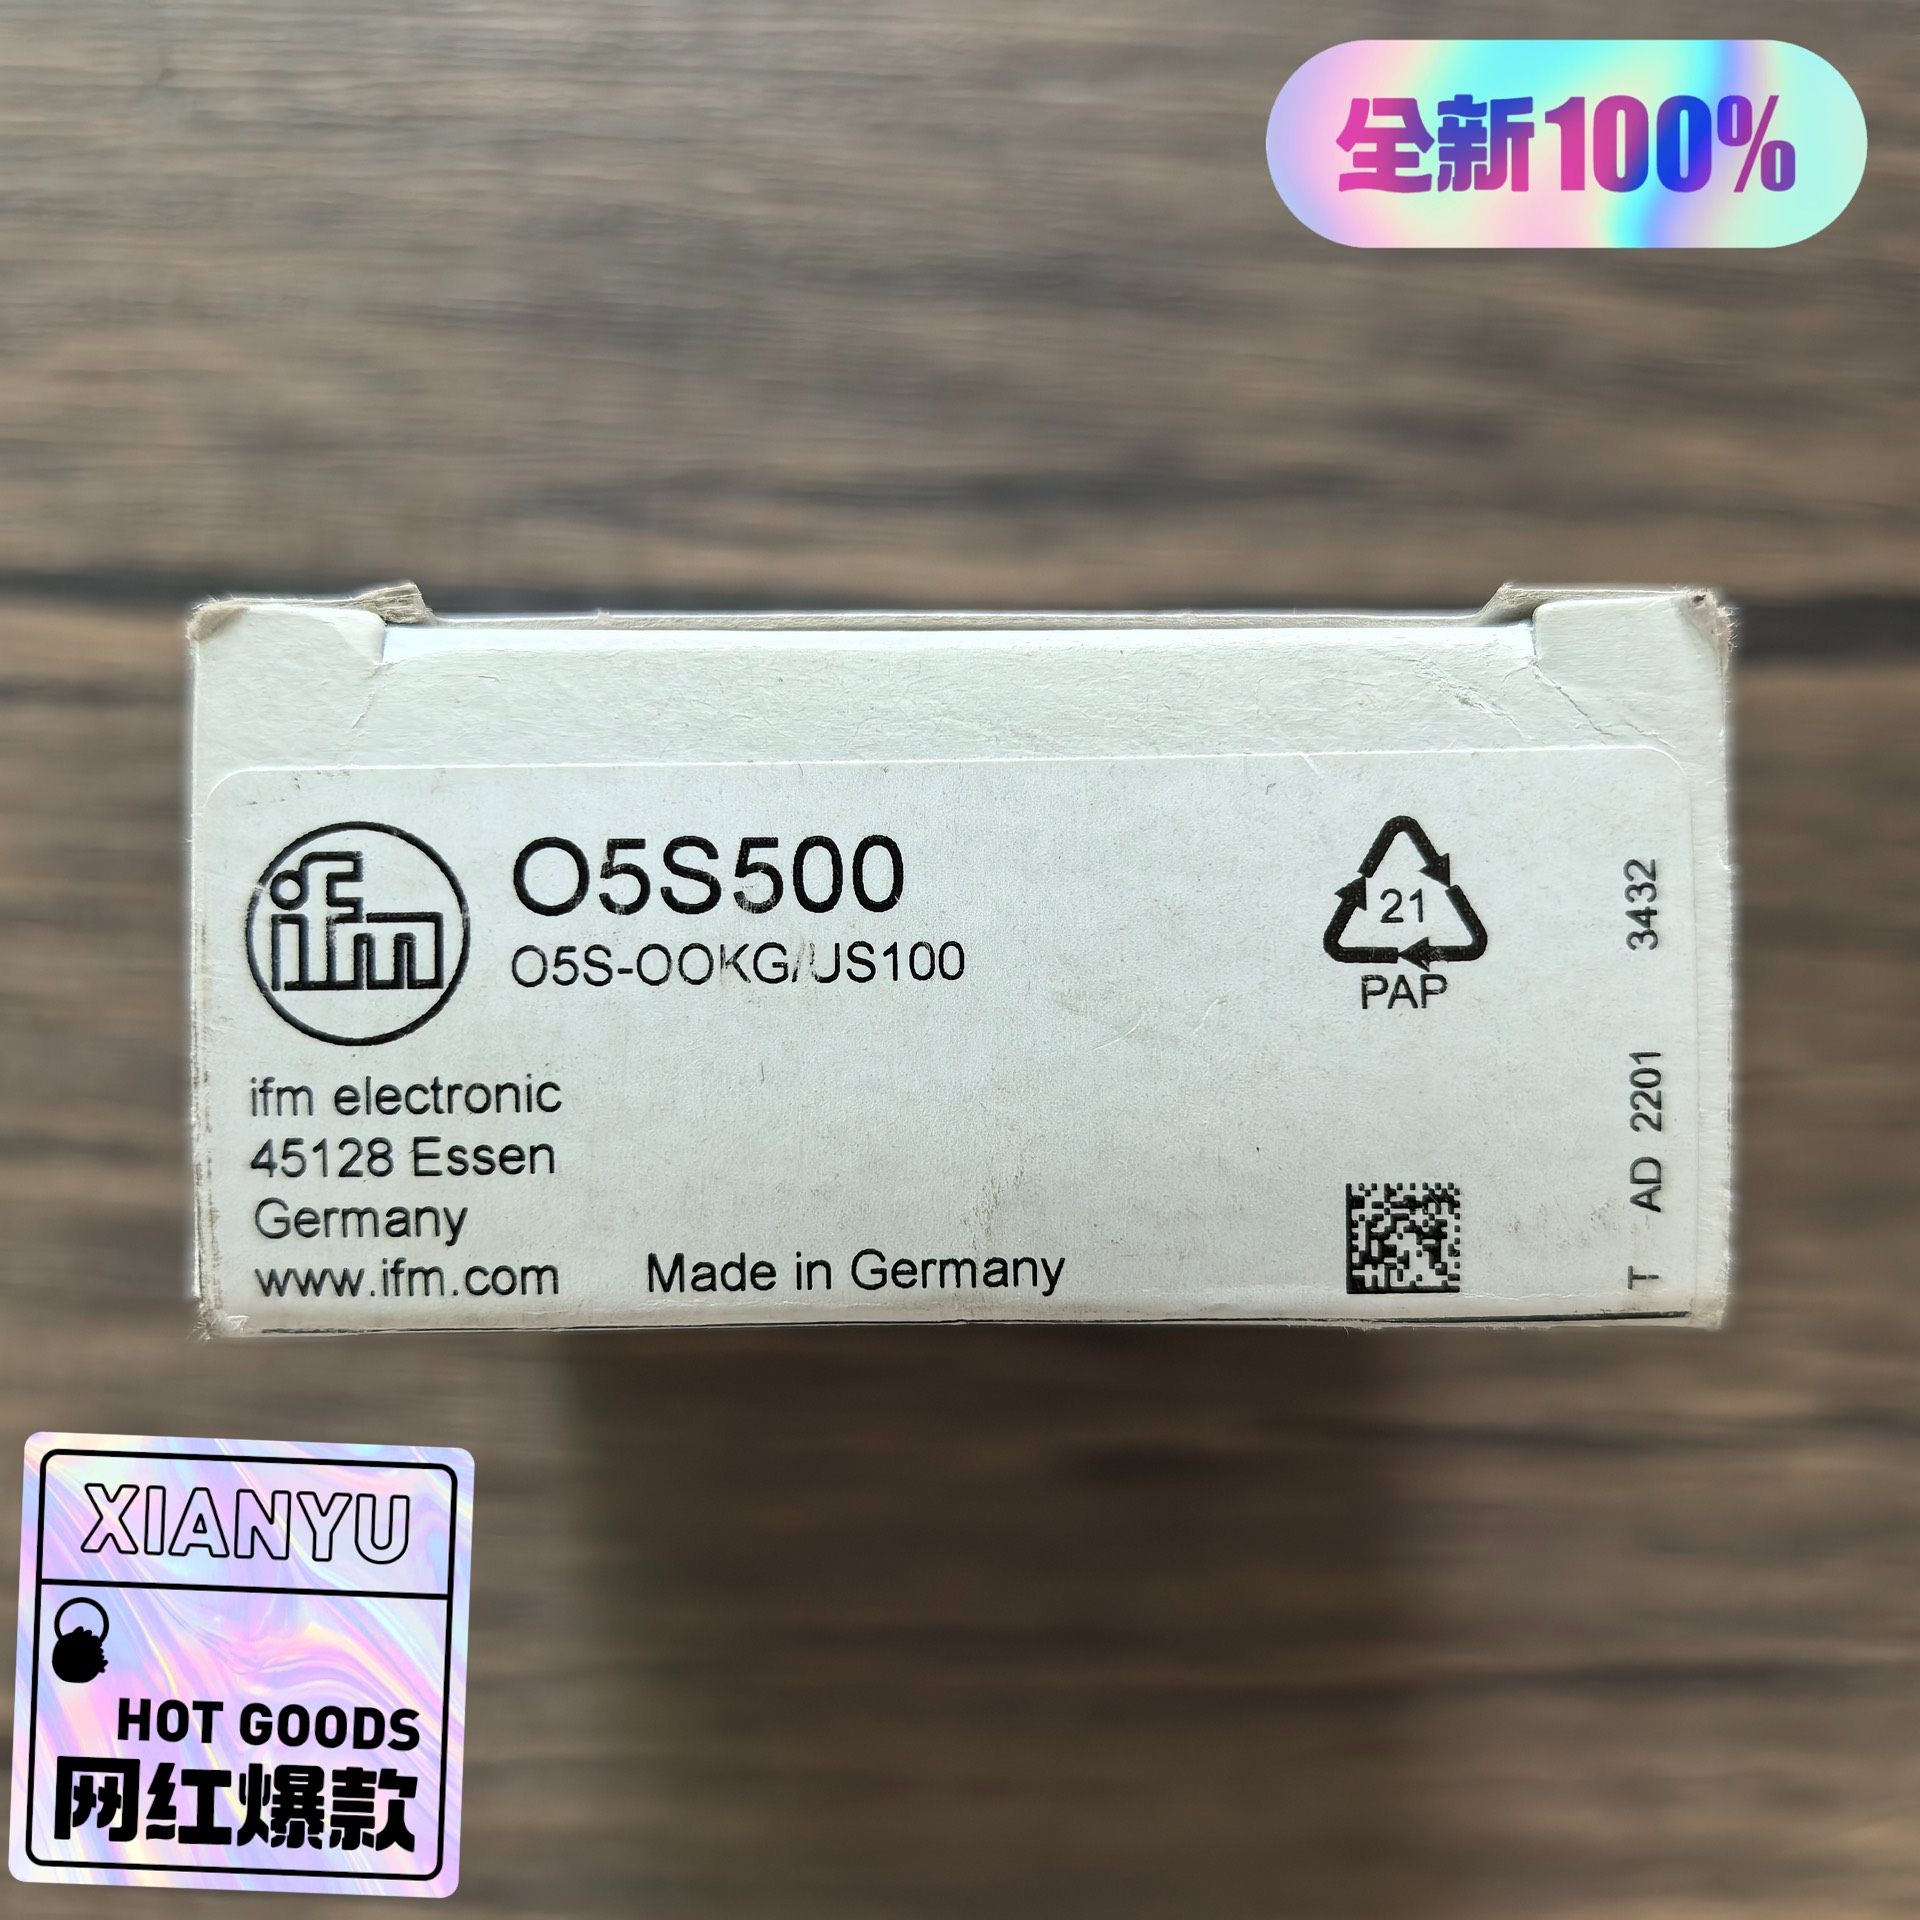 全新100%
ifm
O5S500
O5S-OOKG/US100
21
PAP
ifm electronic
45128 Essen
Germany
www.ifm.com
Made in Germany
T AD 2201 3432
XIANYU
HOT GOODS
网红爆款